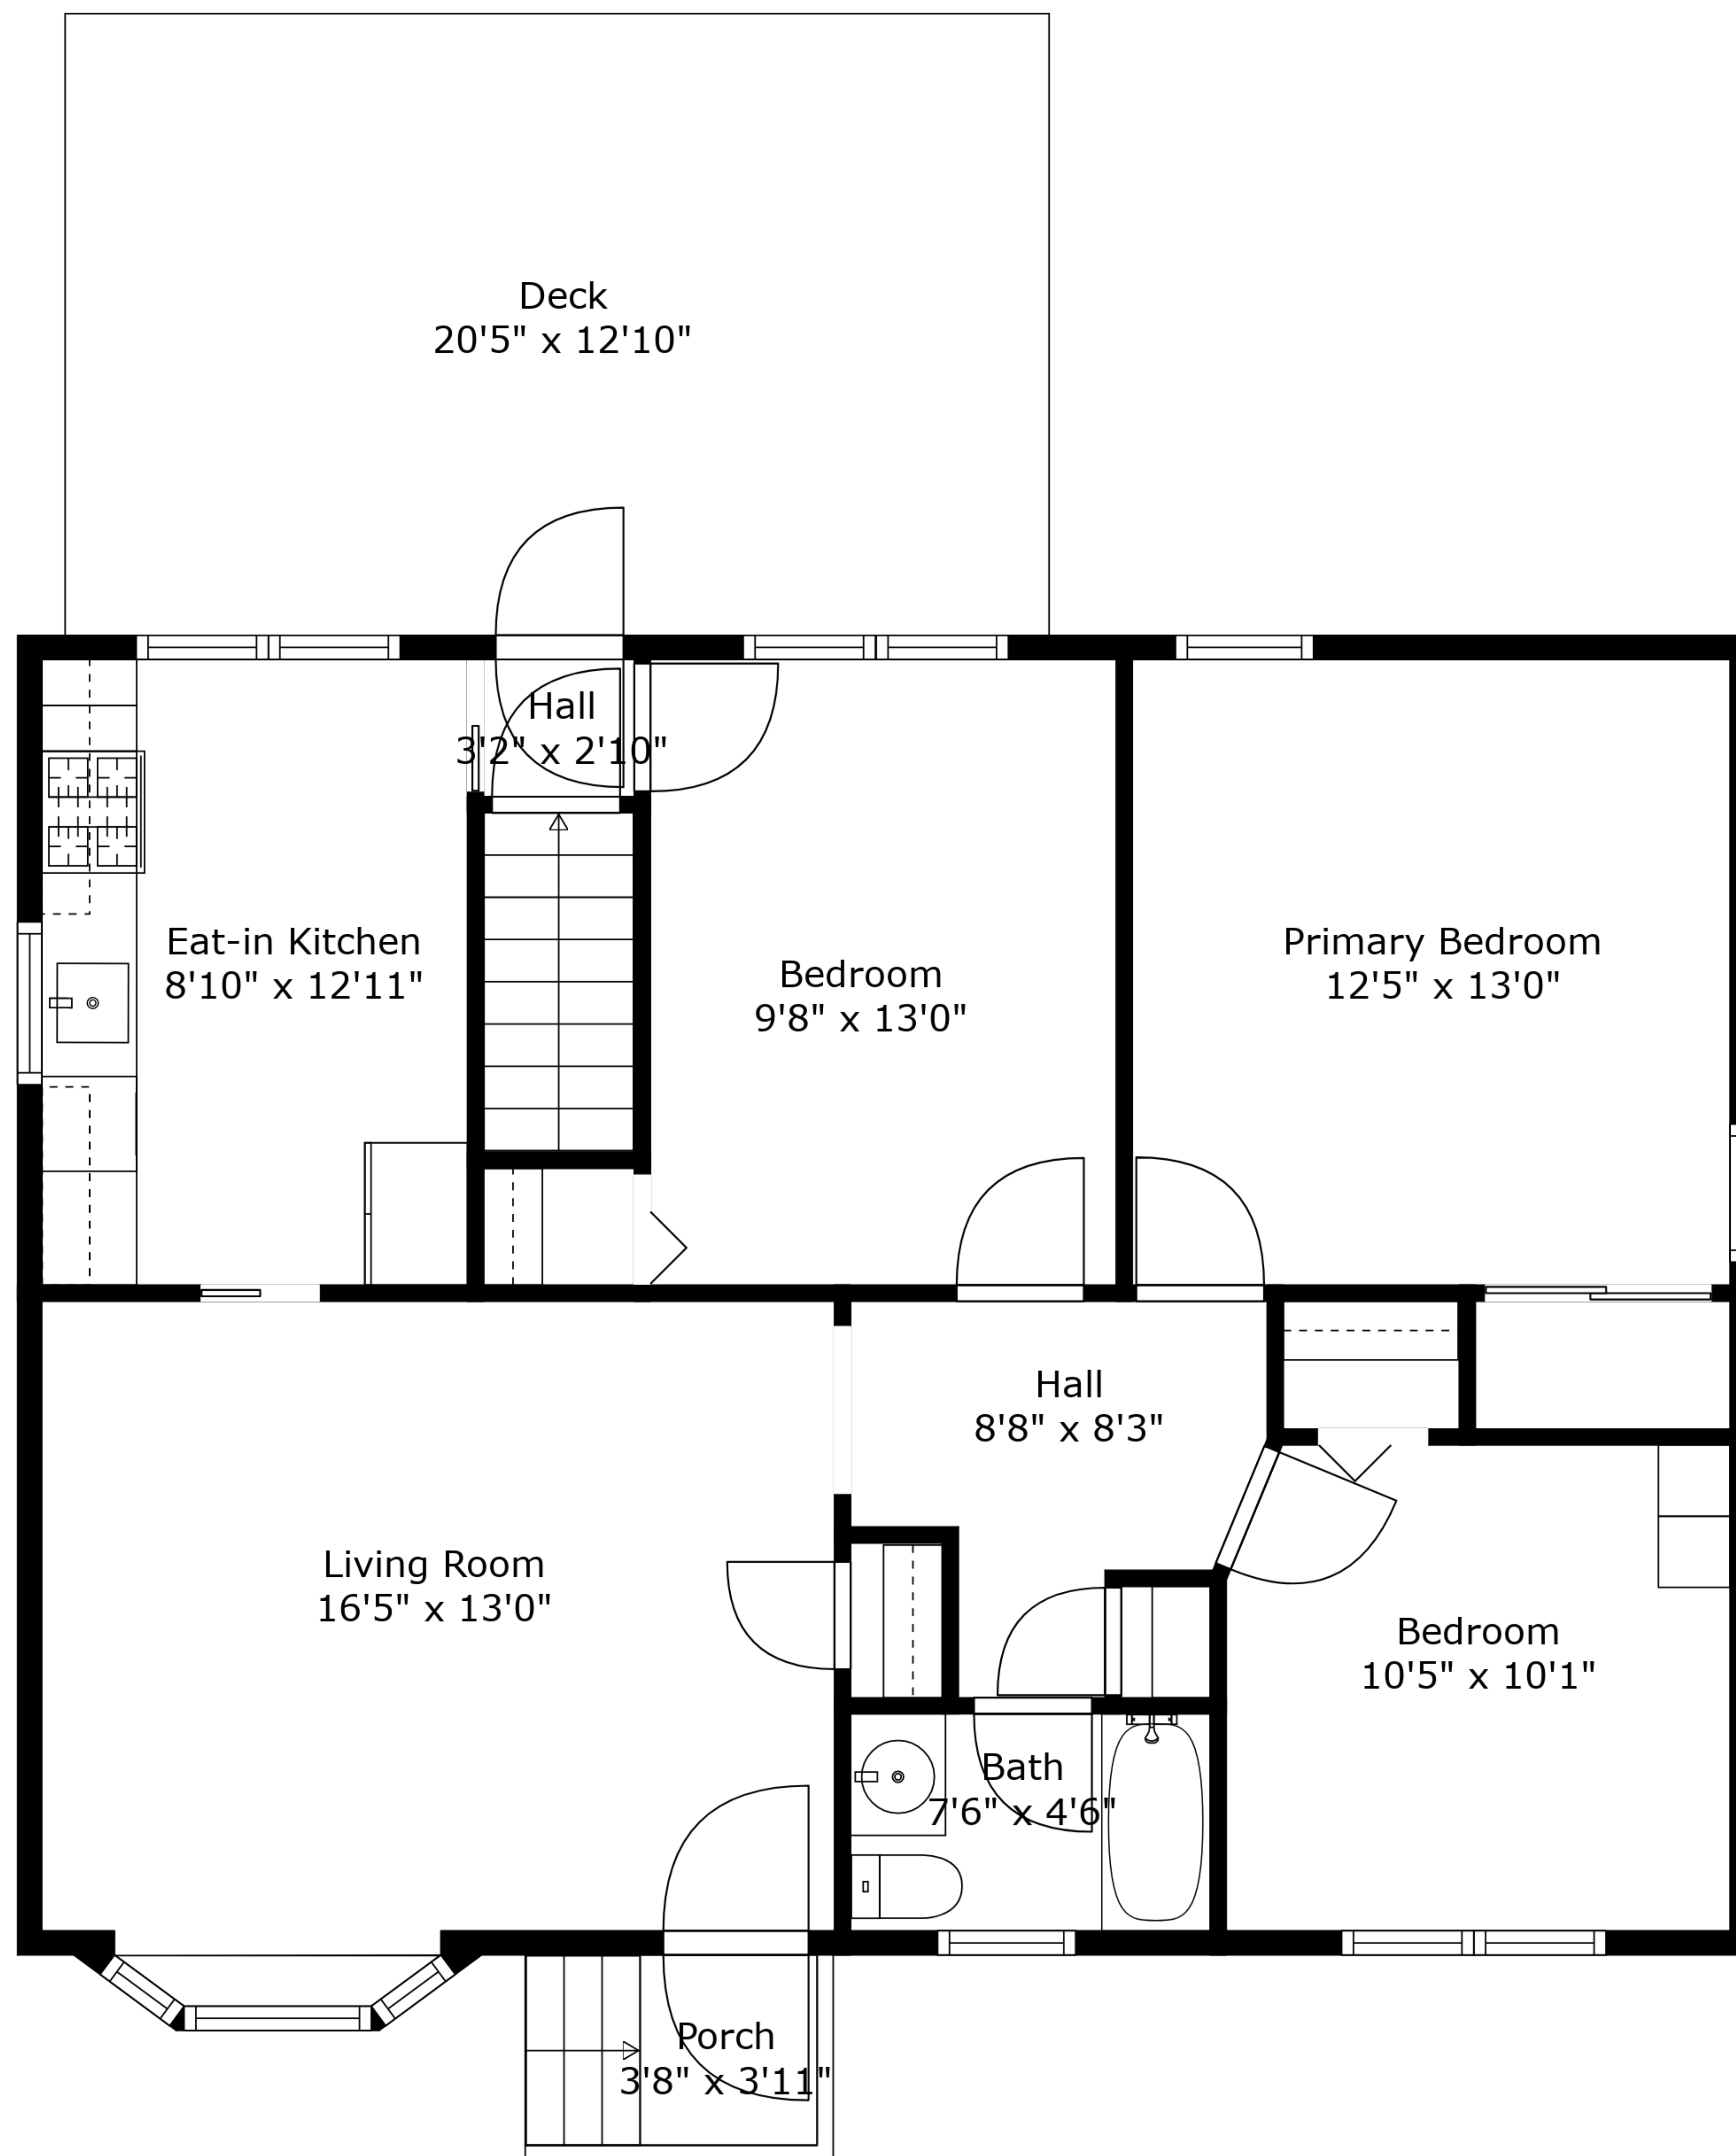 Deck
20'5" x 12'10"
Hall
3'2" x 2'10"
Eat-in Kitchen
8'10" x 12'11"
Bedroom
9'8" x 13'0"
Primary Bedroom
12'5" x 13'0"
Hall
8'8" x 8'3"
Living Room
16'5" x 13'0"
Bedroom
10'5" x 10'1"
Bath
7'6" x 4'6"
Porch
3'8" x 3'11"